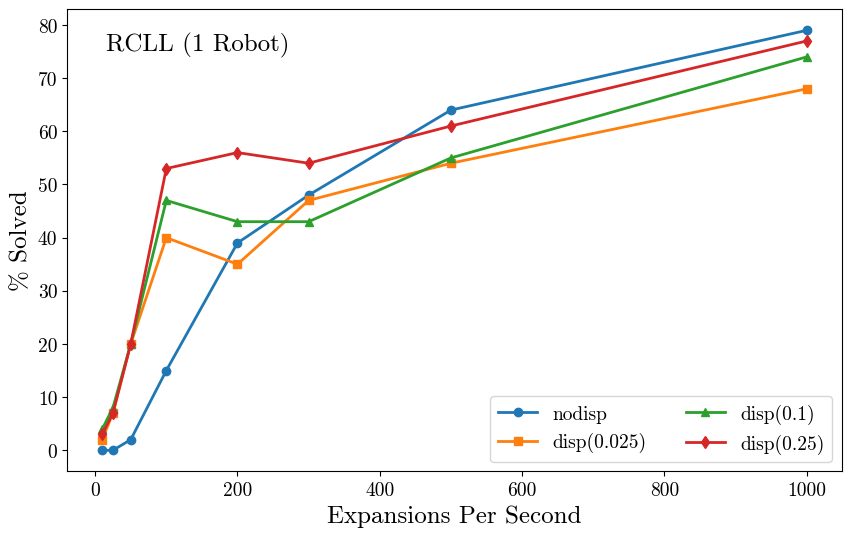 RCLL (1 Robot)
% Solved
80
70
60
50
40
30
20
10
0
0 200 400 600 800 1000
Expansions Per Second
nodisp
disp(0.025)
disp(0.1)
disp(0.25)